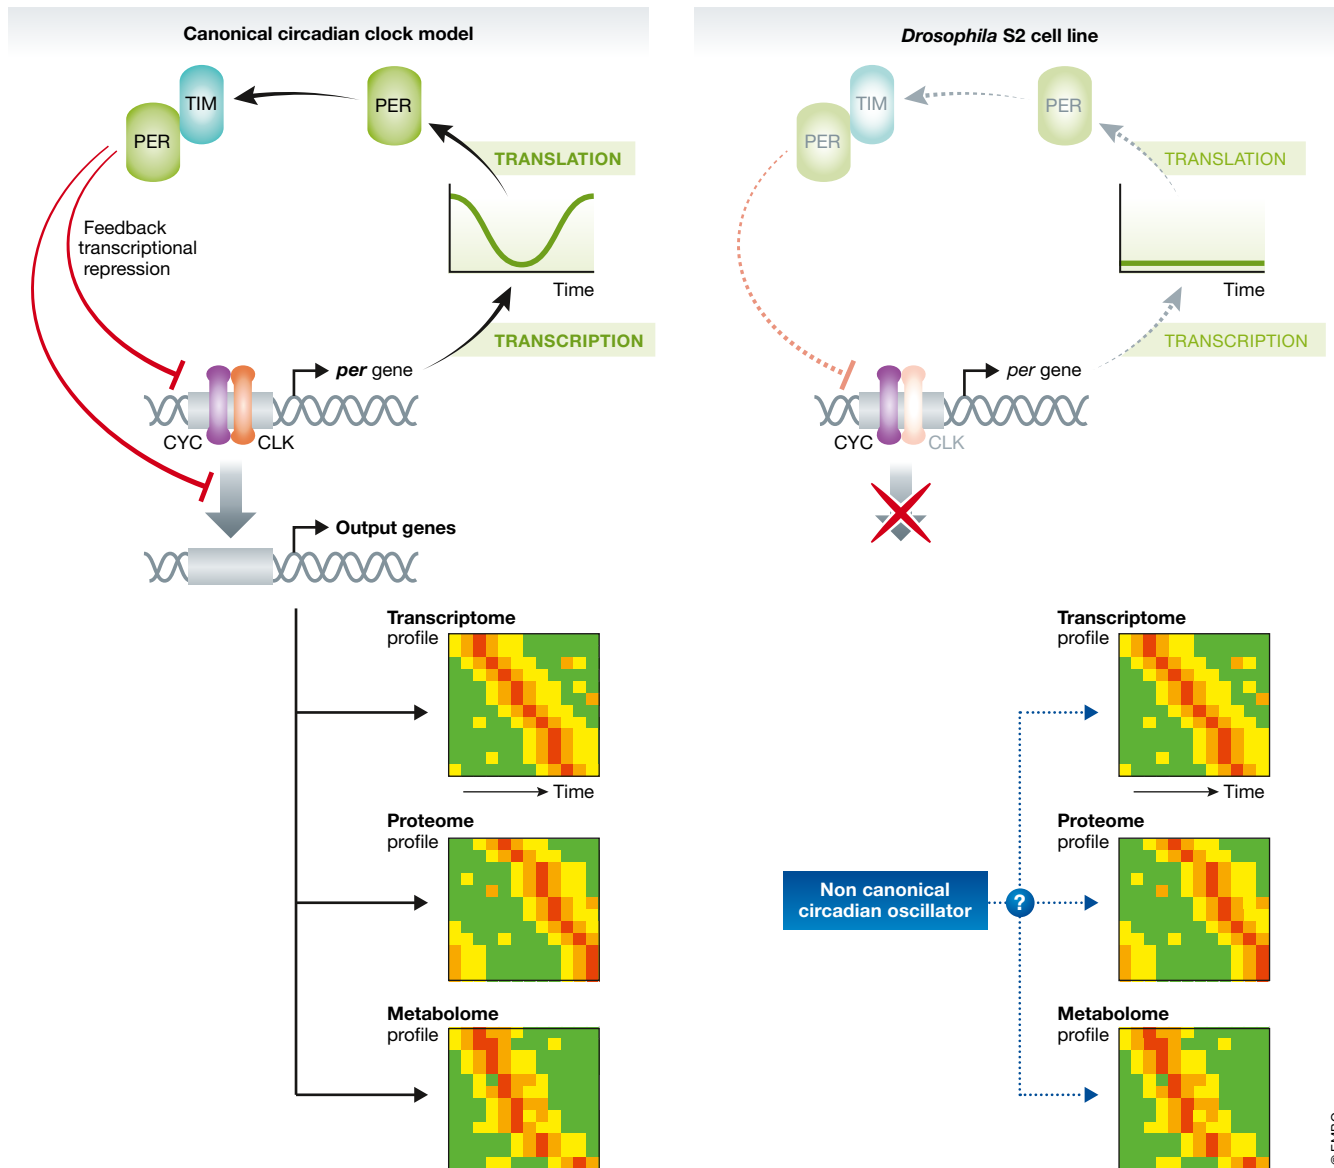 Canonical circadian clock model
TIM
PER
PER
TRANSLATION
Feedback
transcriptional
repression
Time
TRANSCRIPTION
per gene
CYC
CLK
Output genes
Transcriptome
profile
Time
Proteome
profile
Metabolome
profile
Drosophila S2 cell line
TIM
PER
PER
TRANSLATION
Time
TRANSCRIPTION
per gene
CYC
CLK
Transcriptome
profile
Time
Proteome
profile
Non canonical
circadian oscillator
?
Metabolome
profile
© EMBO